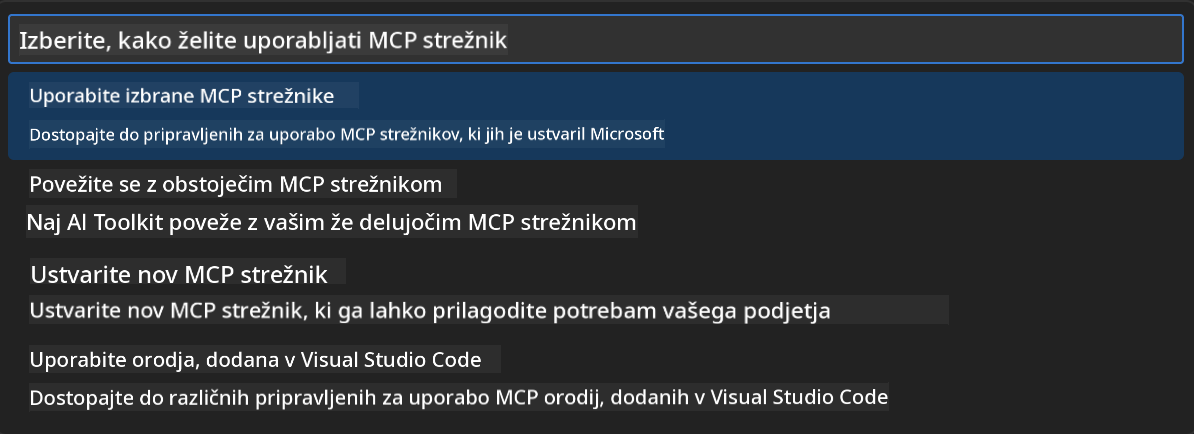 Izberite, kako želite uporabljati MCP strežnik
Uporabite izbrane MCP strežnike
Dostopajte do pripravljenih za uporabo MCP strežnikov, ki jih je ustvaril Microsoft
Povežite se z obstoječim MCP strežnikom
Naj AI Toolkit poveže z vašim že delujočim MCP strežnikom
Ustvarite nov MCP strežnik
Ustvarite nov MCP strežnik, ki ga lahko prilagodite potrebam vašega podjetja
Uporabite orodja, dodana v Visual Studio Code
Dostopajte do različnih pripravljenih za uporabo MCP orodij, dodanih v Visual Studio Code